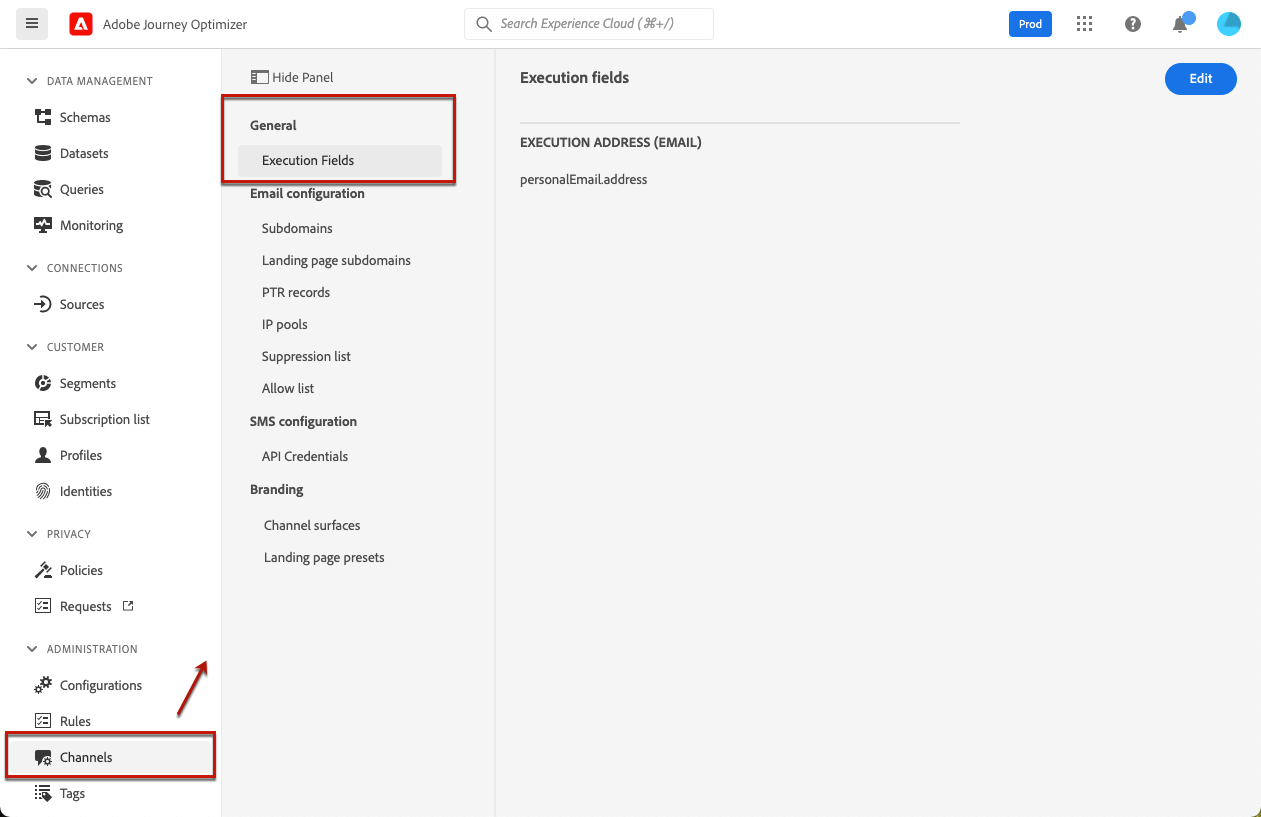 Adobe Journey Optimizer
Search Experience Cloud (⌘+/)
Prod
DATA MANAGEMENT
Schemas
Datasets
Queries
Monitoring
CONNECTIONS
Sources
CUSTOMER
Segments
Subscription list
Profiles
Identities
PRIVACY
Policies
Requests
ADMINISTRATION
Configurations
Rules
Channels
Tags
Hide Panel
General
Execution Fields
Email configuration
Subdomains
Landing page subdomains
PTR records
IP pools
Suppression list
Allow list
SMS configuration
API Credentials
Branding
Channel surfaces
Landing page presets
Execution fields
Edit
EXECUTION ADDRESS (EMAIL)
personalEmail.address